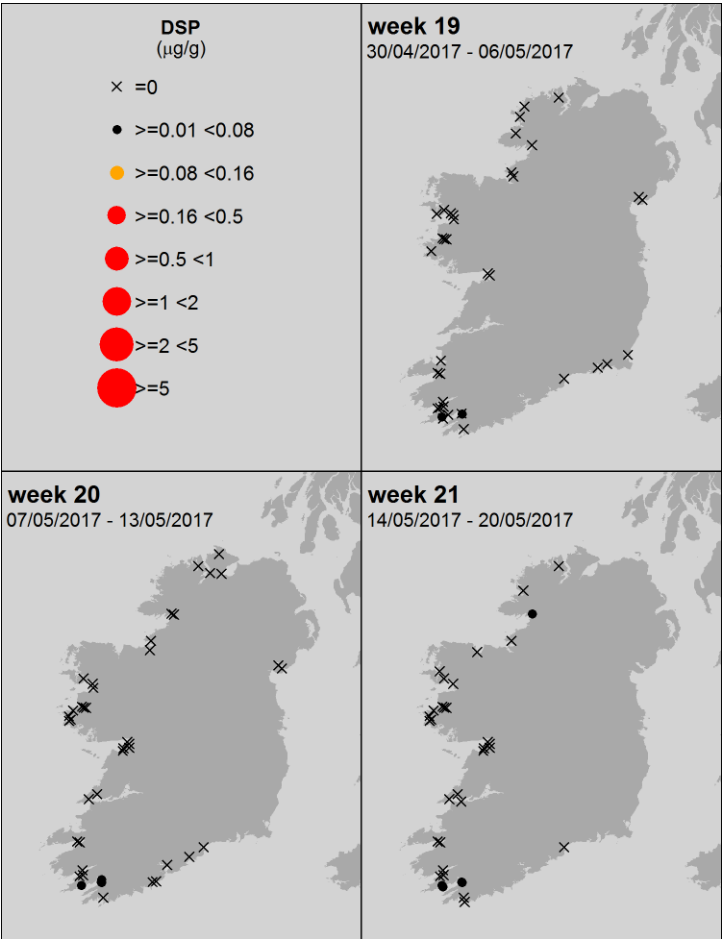 DSP
(µg/g)
=0
>=0.01 <0.08
>=0.08 <0.16
>=0.16 <0.5
>=0.5 <1
>=1 <2
>=2 <5
>=5
week 19
30/04/2017 - 06/05/2017
week 20
07/05/2017 - 13/05/2017
week 21
14/05/2017 - 20/05/2017